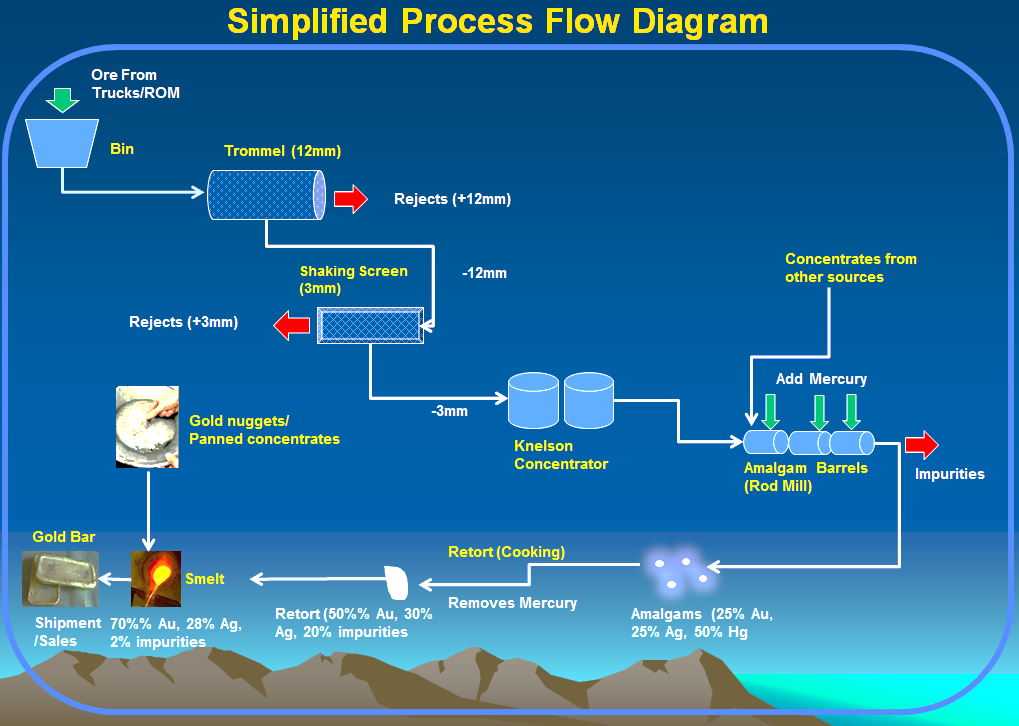 Simplified Process Flow Diagram
Ore From
Trucks/ROM
Bin
Trommel (12mm)
Rejects (+12mm)
Concentrates from
other sources
Shaking Screen
(3mm)
-12mm
Rejects (+3mm)
Add Mercury
-3mm
Gold nuggets/
Panned concentrates
Knelson
Concentrator
Amalgam Barrels
(Rod Mill)
Impurities
Gold Bar
Retort (Cooking)
Smelt
Removes Mercury
Shipment
/Sales
70%% Au, 28% Ag,
2% impurities
Retort (50%% Au, 30%
Ag, 20% impurities
Amalgams (25% Au,
25% Ag, 50% Hg